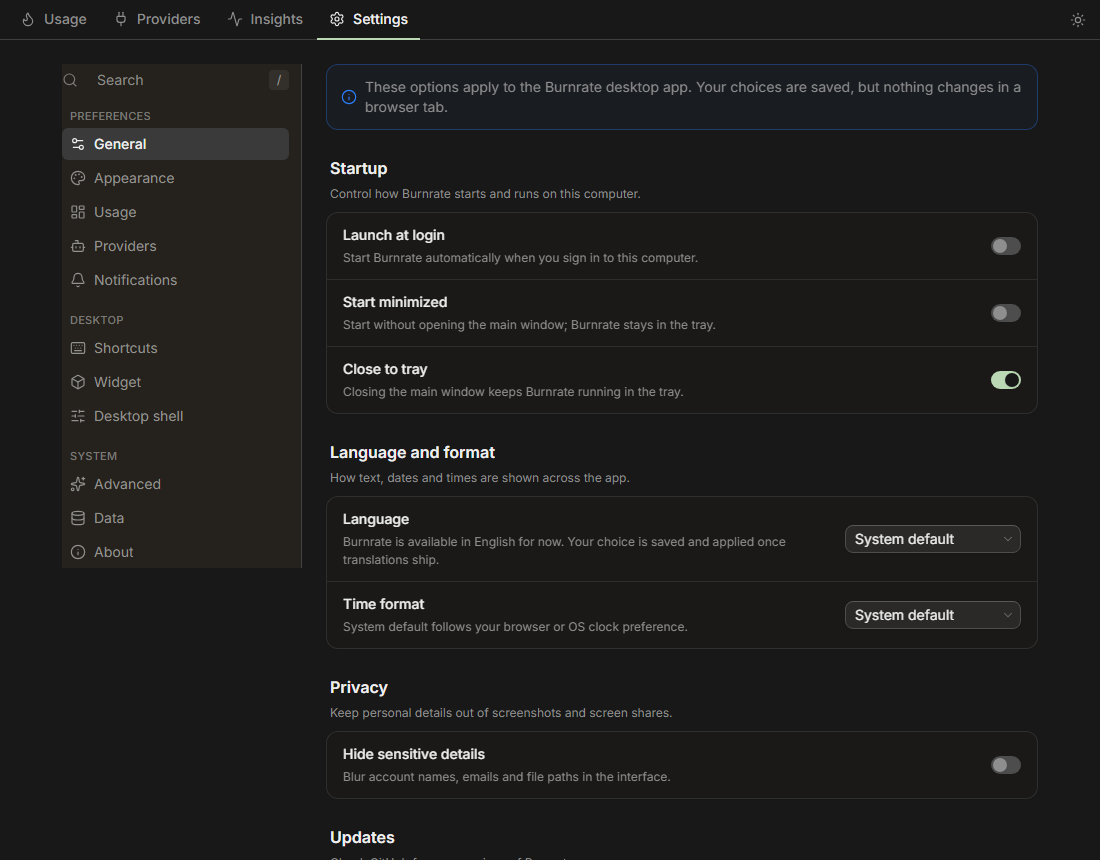 Usage Providers Insights Settings
Search /
PREFERENCES
General
Appearance
Usage
Providers
Notifications
DESKTOP
Shortcuts
Widget
Desktop shell
SYSTEM
Advanced
Data
About
These options apply to the Burnrate desktop app. Your choices are saved, but nothing changes in a
browser tab.
Startup
Control how Burnrate starts and runs on this computer.
Launch at login
Start Burnrate automatically when you sign in to this computer.
Start minimized
Start without opening the main window; Burnrate stays in the tray.
Close to tray
Closing the main window keeps Burnrate running in the tray.
Language and format
How text, dates and times are shown across the app.
Language
Burnrate is available in English for now. Your choice is saved and applied once
translations ship.
System default
Time format
System default follows your browser or OS clock preference.
System default
Privacy
Keep personal details out of screenshots and screen shares.
Hide sensitive details
Blur account names, emails and file paths in the interface.
Updates